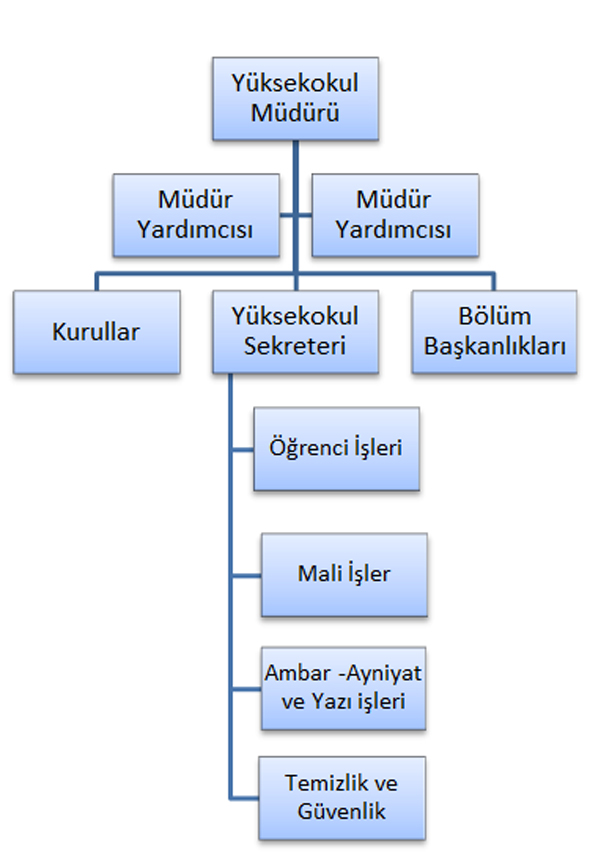 Yüksekokul
Müdürü
Müdür
Yardımcısı
Müdür
Yardımcısı
Kurullar
Yüksekokul
Sekreteri
Bölüm
Başkanlıkları
Öğrenci İşleri
Mali İşler
Ambar -Ayniyat
ve Yazı işleri
Temizlik ve
Güvenlik